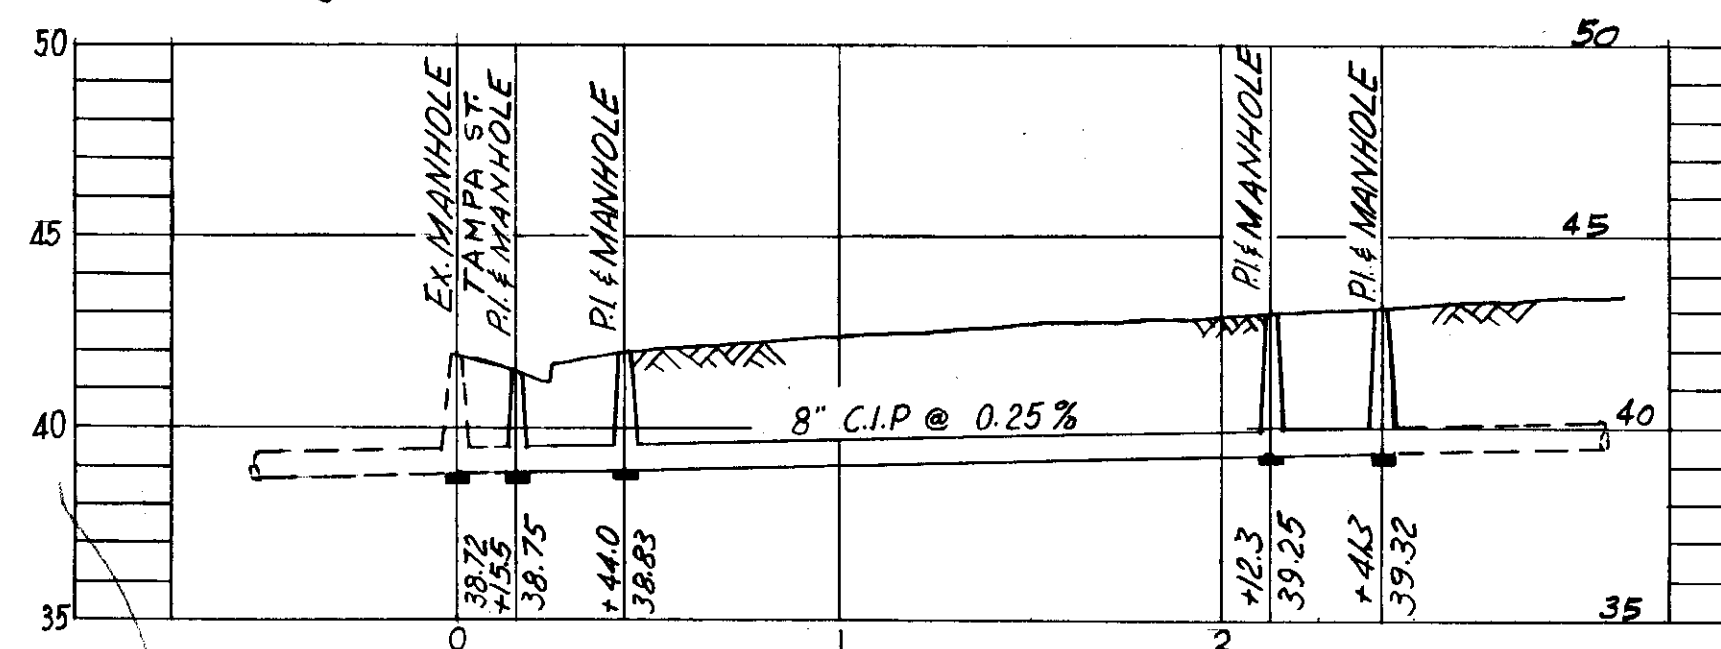 50
50
45
45
40
40
35
35
EX. MANHOLE
TAMPA ST.
P.I. & MANHOLE
P.I. & MANHOLE
P.I. & MANHOLE
P.I. & MANHOLE
8" C.I.P @ 0.25%
38.72
+15.5
38.75
+44.0
38.83
+12.3
39.25
+41.3
39.32
0
1
2